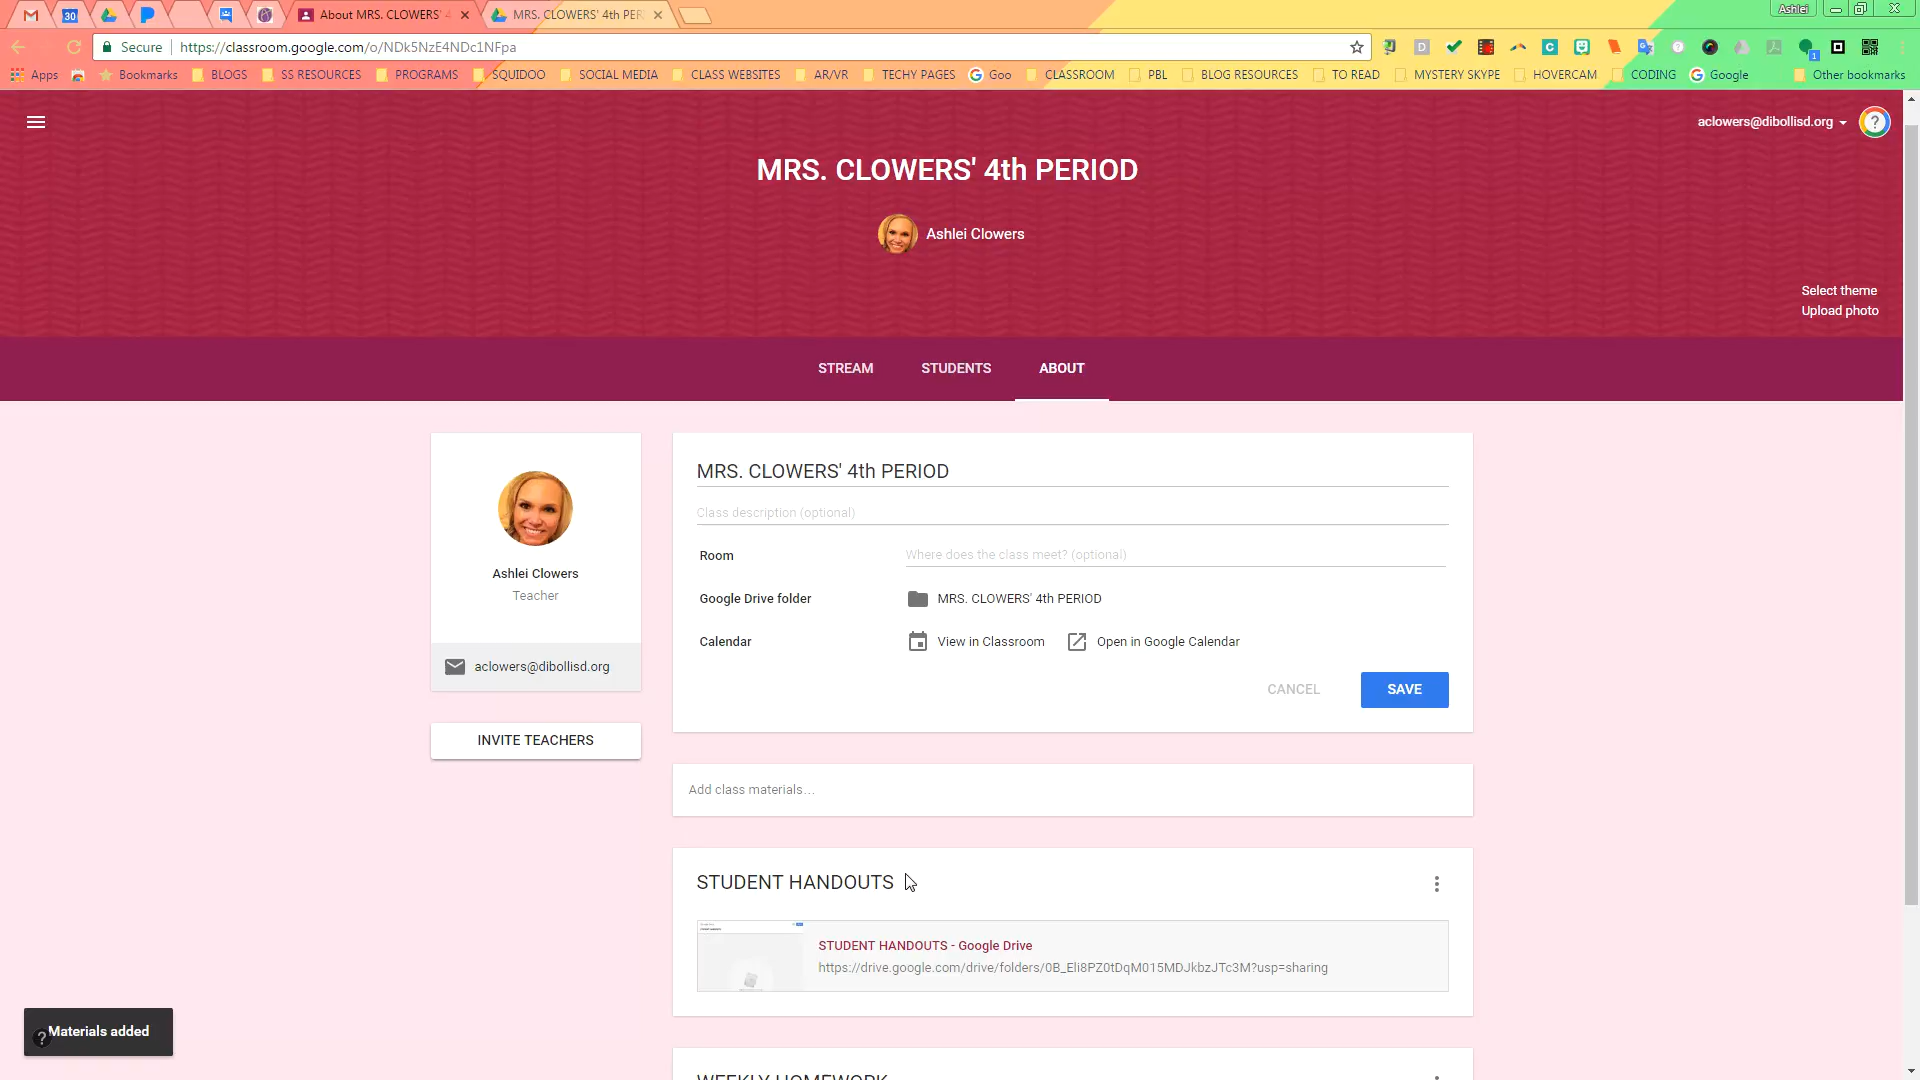 About MRS. CLOWERS'
MRS. CLOWERS' 4th PER
Ashlei
Secure
https://classroom.google.com/o/NDk5NzE4NDc1NFpa
Apps
Bookmarks
BLOGS
SS RESOURCES
PROGRAMS
SQUIDOO
SOCIAL MEDIA
CLASS WEBSITES
AR/VR
TECHY PAGES
Goo
CLASSROOM
PBL
BLOG RESOURCES
TO READ
MYSTERY SKYPE
HOVERCAM
CODING
Google
Other bookmarks
aclowers@dibollisd.org
MRS. CLOWERS' 4th PERIOD
Ashlei Clowers
Select theme
Upload photo
STREAM
STUDENTS
ABOUT
Ashlei Clowers
Teacher
aclowers@dibollisd.org
INVITE TEACHERS
MRS. CLOWERS' 4th PERIOD
Class description (optional)
Room
Where does the class meet? (optional)
Google Drive folder
MRS. CLOWERS' 4th PERIOD
Calendar
View in Classroom
Open in Google Calendar
CANCEL
SAVE
Add class materials...
STUDENT HANDOUTS
STUDENT HANDOUTS - Google Drive
https://drive.google.com/drive/folders/0B_Eli8PZ0tDqM015MDJkbzJTc3M?usp=sharing
Materials added
WEEKLY HOMEWORK